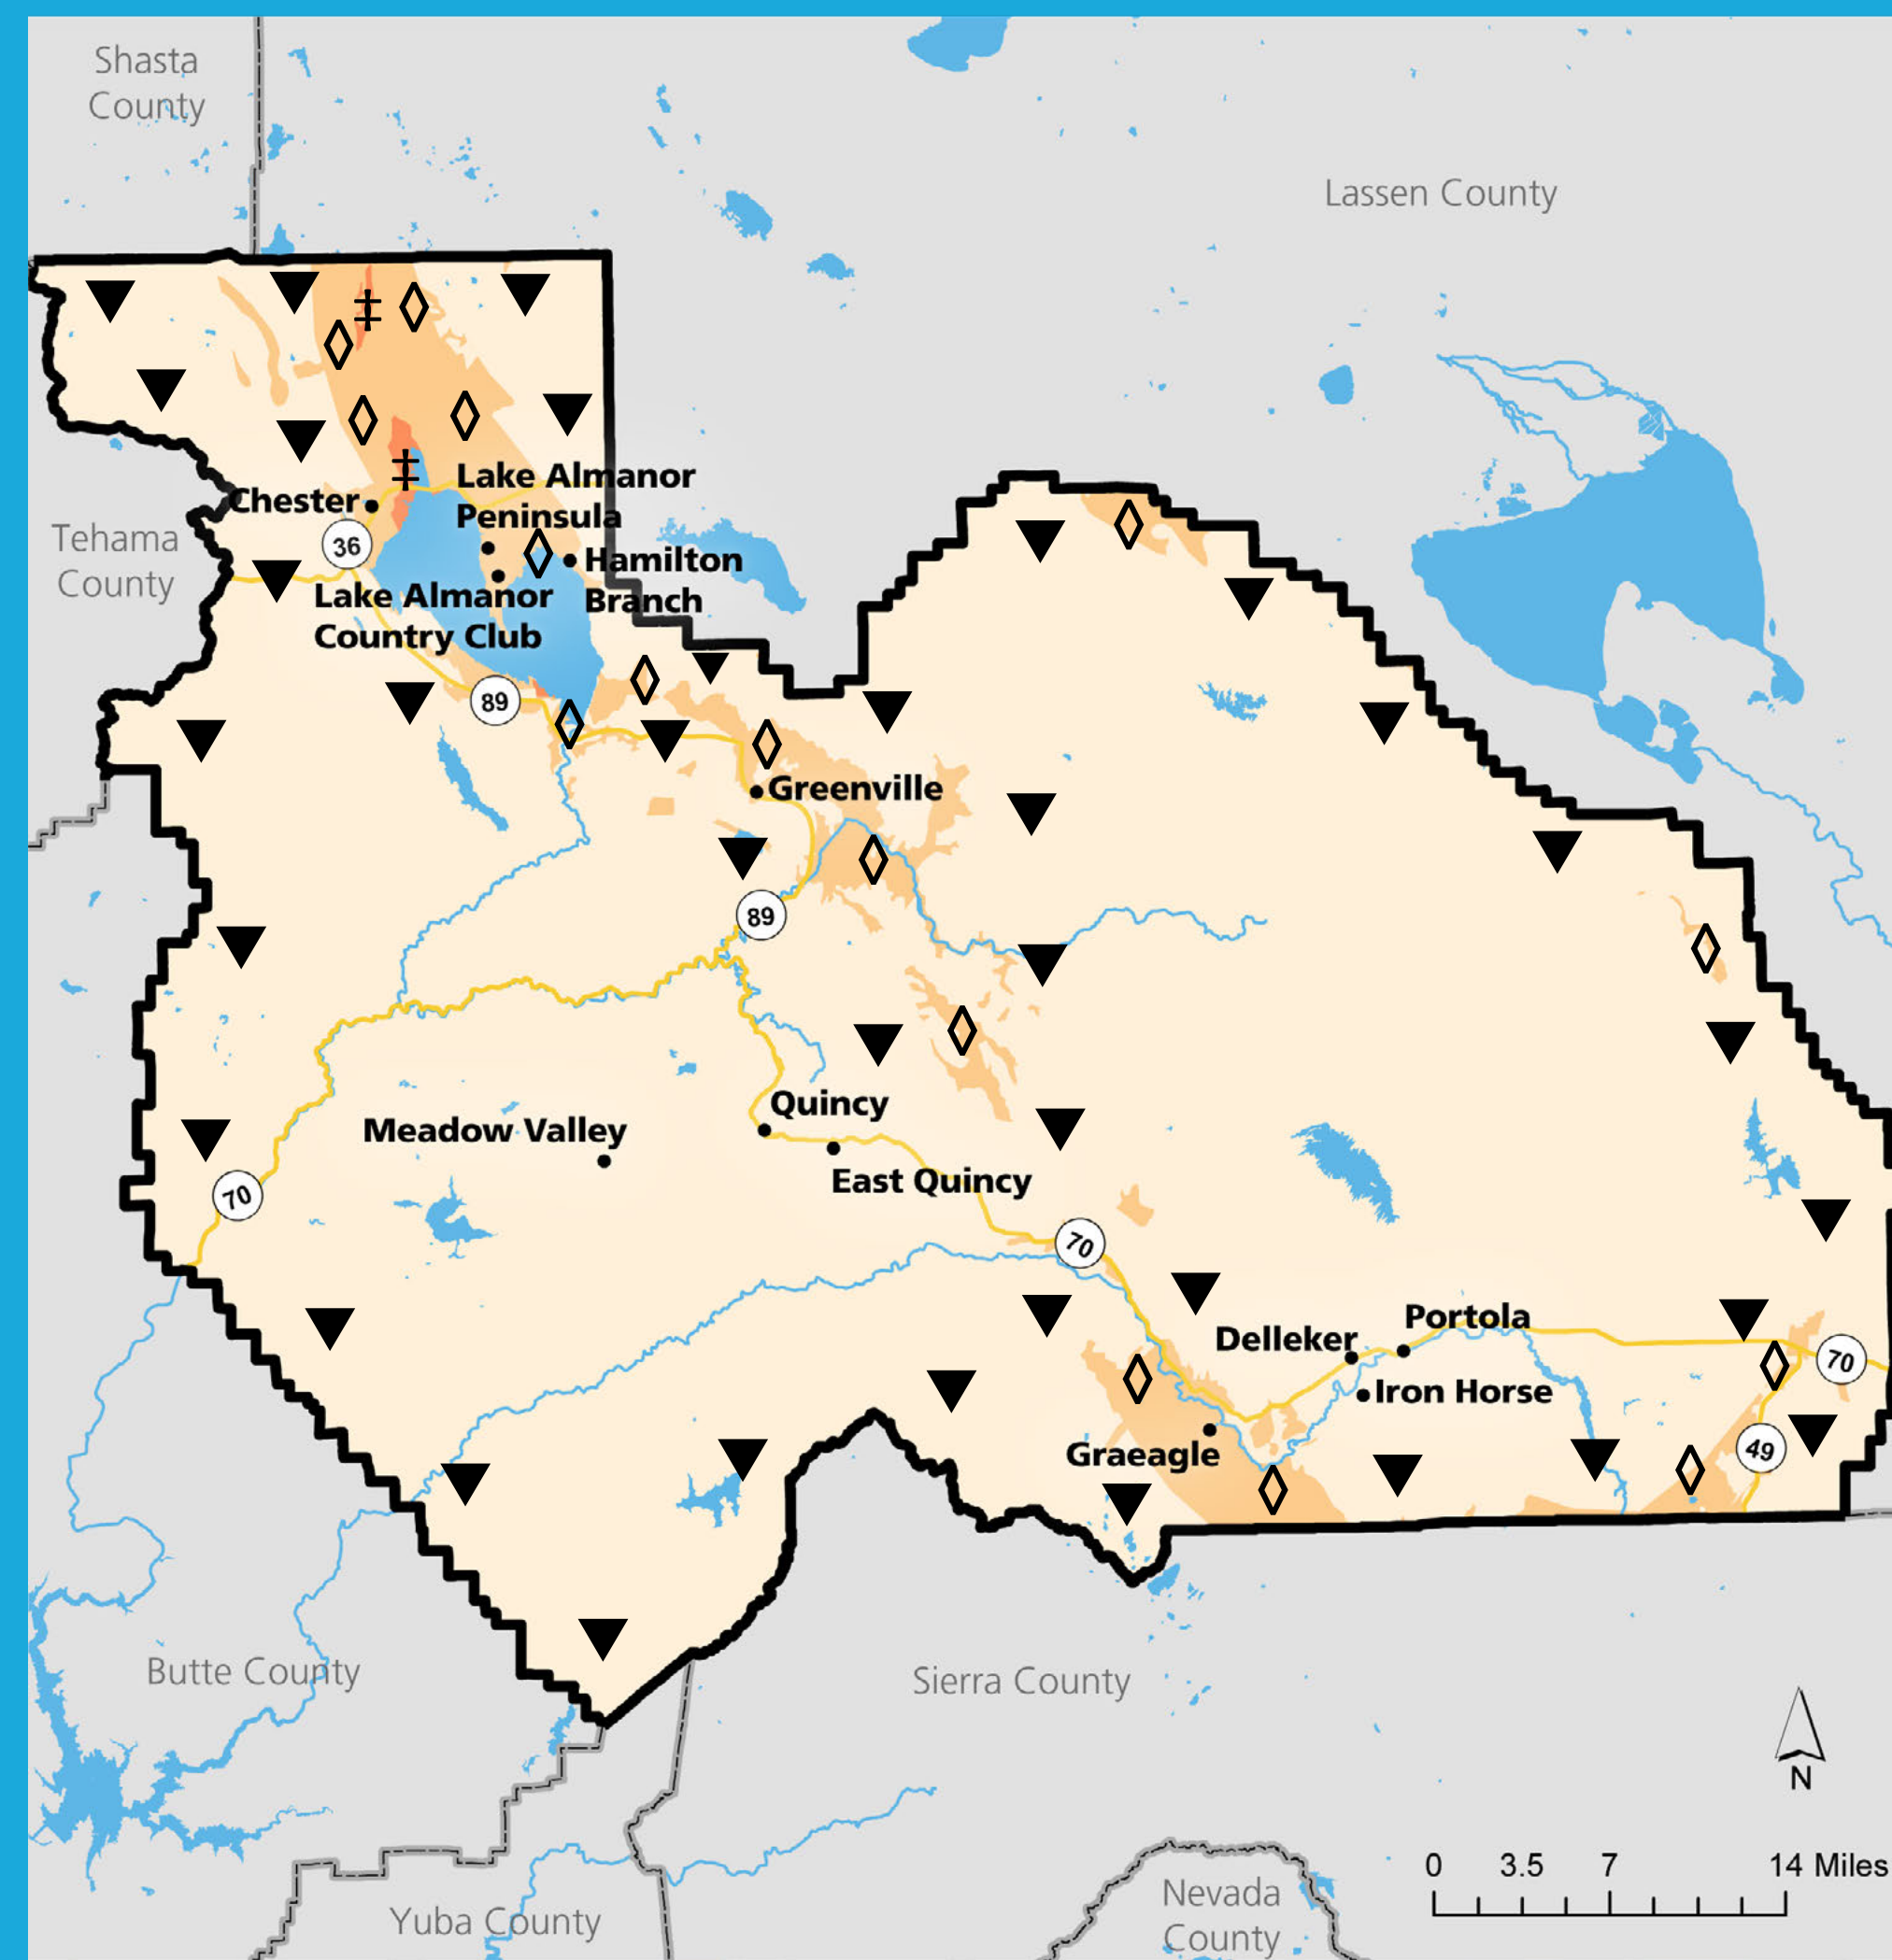 Shasta
County
Lassen County
Tehama
County
Chester
Lake Almanor
Peninsula
36
Hamilton
Branch
Lake Almanor
Country Club
89
Greenville
89
Quincy
Meadow Valley
East Quincy
70
70
Portola
Delleker
70
Iron Horse
Graeagle
49
Butte County
Sierra County
N
0 3.5 7 14 Miles
Nevada
County
Yuba County